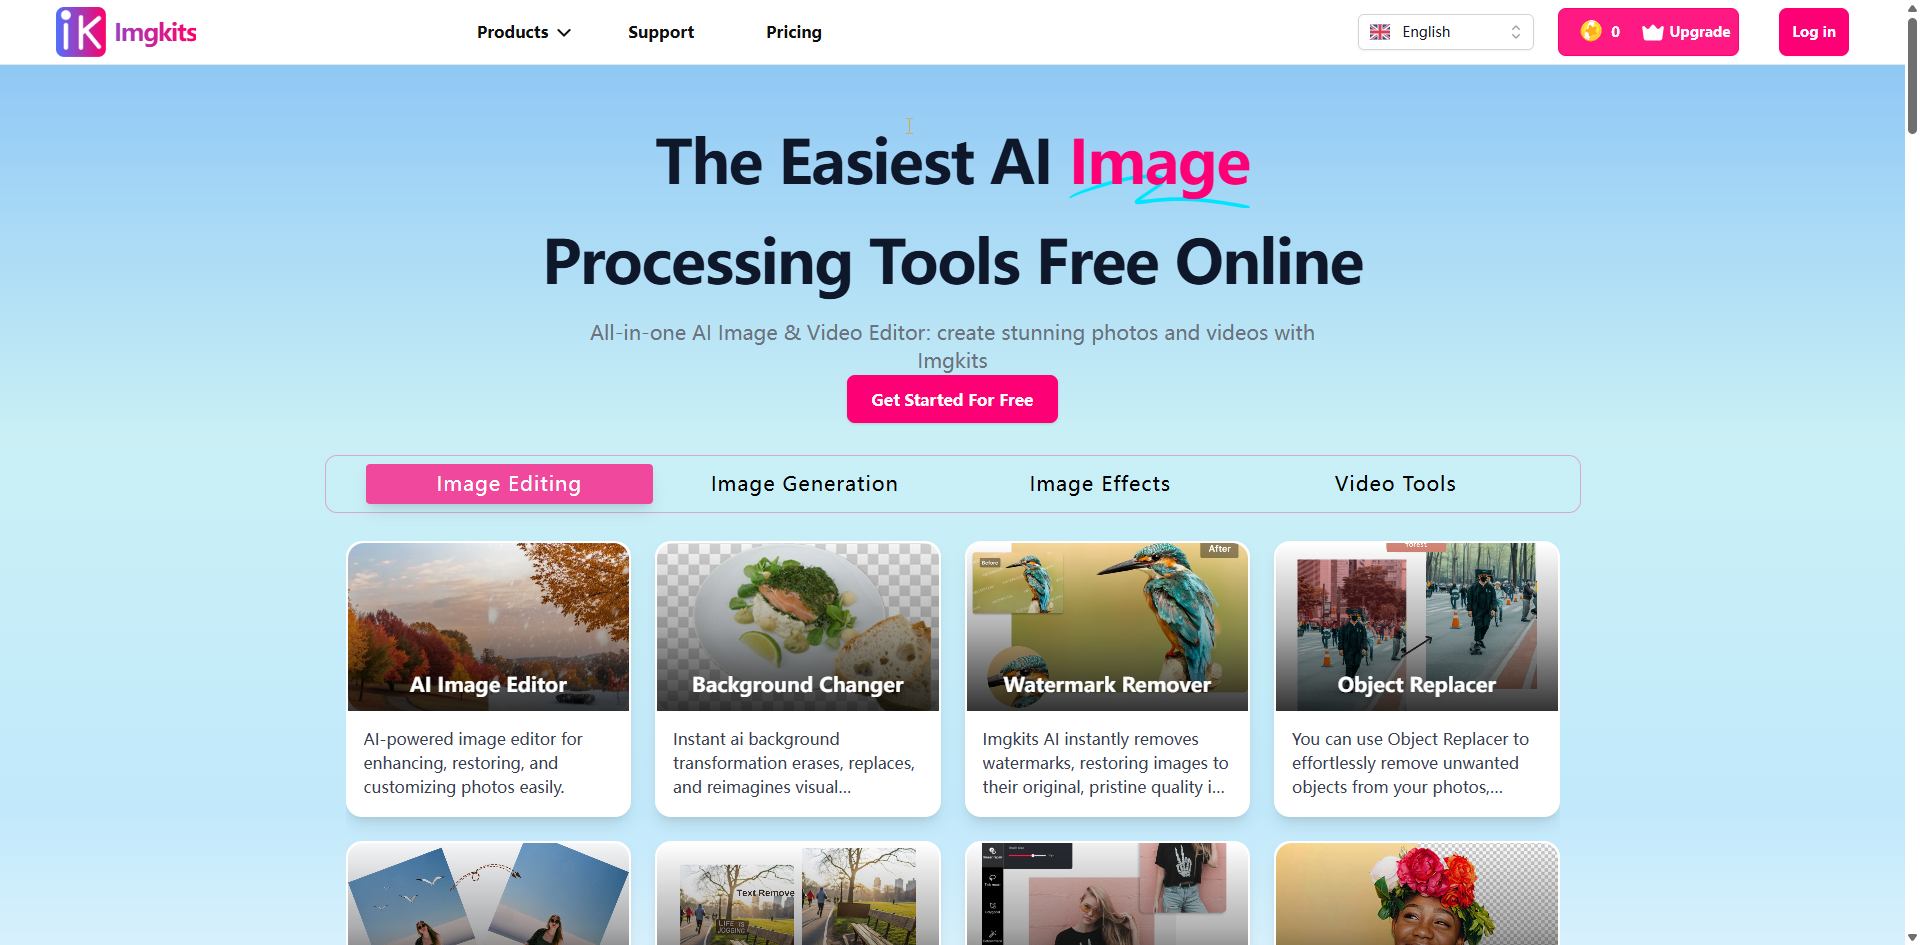 iK Imgkits
Products
Support
Pricing
English
0
Upgrade
Log in
The Easiest AI Image
Processing Tools Free Online
All-in-one AI Image & Video Editor: create stunning photos and videos with
Imgkits
Get Started For Free
Image Editing
Image Generation
Image Effects
Video Tools
AI Image Editor
AI-powered image editor for
enhancing, restoring, and
customizing photos easily.
Background Changer
Instant ai background
transformation erases, replaces,
and reimagines visual...
Before
After
Watermark Remover
Imgkits AI instantly removes
watermarks, restoring images to
their original, pristine quality i...
Object Replacer
You can use Object Replacer to
effortlessly remove unwanted
objects from your photos,...
Text Remove
LIFE IS
JOGGING